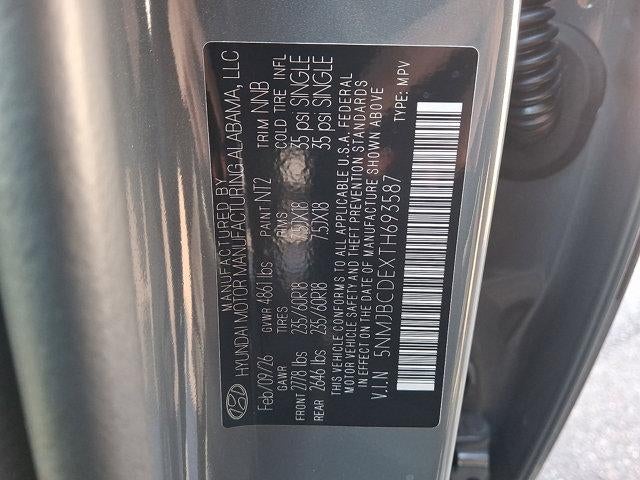 MANUFACTURED BY
HYUNDAI MOTOR MANUFACTURING ALABAMA, LLC
Feb/09/26 GVWR 4861 lbs PAINT NT2 TRIM NNB
GAWR TIRES RMS COLD TIRE INFL
FRONT 2778 lbs 235/60R18 7.5JX18 35 psi SINGLE
REAR 2646 lbs 235/60R18 7.5JX18 35 psi SINGLE
THIS VEHICLE CONFORMS TO ALL APPLICABLE U.S.A. FEDERAL
MOTOR VEHICLE SAFETY AND THEFT PREVENTION STANDARDS
IN EFFECT ON THE DATE OF MANUFACTURE SHOWN ABOVE
V.I.N 5NMJBCDEXTH693587 TYPE: MPV